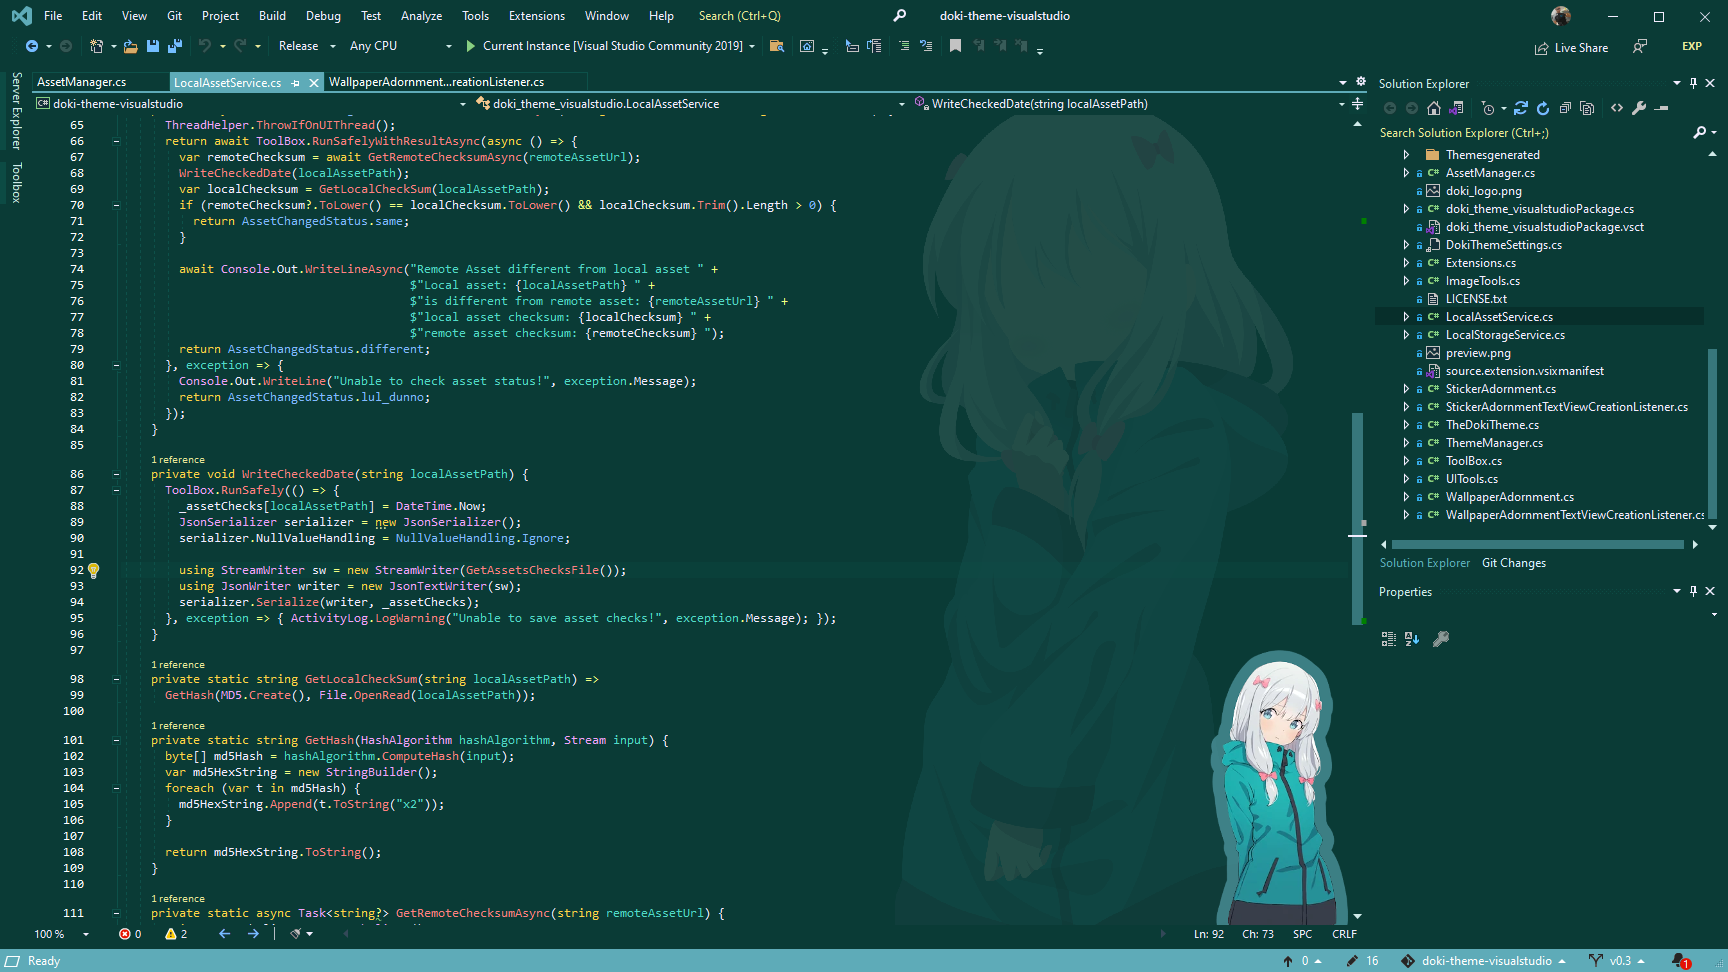 File Edit View Git Project Build Debug Test Analyze Tools Extensions Window Help Search (Ctrl+Q) doki-theme-visualstudio
Release Any CPU Current Instance [Visual Studio Community 2019] Live Share EXP
Server Explorer
Toolbox
AssetManager.cs LocalAssetService.cs WallpaperAdornment...reationListener.cs
doki-theme-visualstudio doki_theme_visualstudio.LocalAssetService WriteCheckedDate(string localAssetPath)
65 ThreadHelper.ThrowIfOnUIThread();
66 return await ToolBox.RunSafelyWithResultAsync(async () => {
67 var remoteChecksum = await GetRemoteChecksumAsync(remoteAssetUrl);
68 WriteCheckedDate(localAssetPath);
69 var localChecksum = GetLocalCheckSum(localAssetPath);
70 if (remoteChecksum?.ToLower() == localChecksum.ToLower() && localChecksum.Trim().Length > 0) {
71 return AssetChangedStatus.same;
72 }
73
74 await Console.Out.WriteLineAsync("Remote Asset different from local asset " +
75 $"Local asset: {localAssetPath} " +
76 $"is different from remote asset: {remoteAssetUrl} " +
77 $"local asset checksum: {localChecksum} " +
78 $"remote asset checksum: {remoteChecksum} ");
79 return AssetChangedStatus.different;
80 }, exception => {
81 Console.Out.WriteLine("Unable to check asset status!", exception.Message);
82 return AssetChangedStatus.lul_dunno;
83 });
84 }
85
1 reference
86 private void WriteCheckedDate(string localAssetPath) {
87 ToolBox.RunSafely(() => {
88 _assetChecks[localAssetPath] = DateTime.Now;
89 JsonSerializer serializer = new JsonSerializer();
90 serializer.NullValueHandling = NullValueHandling.Ignore;
91
92 using StreamWriter sw = new StreamWriter(GetAssetsChecksFile());
93 using JsonWriter writer = new JsonTextWriter(sw);
94 serializer.Serialize(writer, _assetChecks);
95 }, exception => { ActivityLog.LogWarning("Unable to save asset checks!", exception.Message); });
96 }
97
1 reference
98 private static string GetLocalCheckSum(string localAssetPath) =>
99 GetHash(MD5.Create(), File.OpenRead(localAssetPath));
100
1 reference
101 private static string GetHash(HashAlgorithm hashAlgorithm, Stream input) {
102 byte[] md5Hash = hashAlgorithm.ComputeHash(input);
103 var md5HexString = new StringBuilder();
104 foreach (var t in md5Hash) {
105 md5HexString.Append(t.ToString("x2"));
106 }
107
108 return md5HexString.ToString();
109 }
110
1 reference
111 private static async Task<string?> GetRemoteChecksumAsync(string remoteAssetUrl) {
100 % 0 2 Ln: 92 Ch: 73 SPC CRLF
Solution Explorer
Search Solution Explorer (Ctrl+;)
Themesgenerated
C# AssetManager.cs
doki_logo.png
C# doki_theme_visualstudioPackage.cs
doki_theme_visualstudioPackage.vsct
DokiThemeSettings.cs
C# Extensions.cs
C# ImageTools.cs
LICENSE.txt
C# LocalAssetService.cs
C# LocalStorageService.cs
preview.png
source.extension.vsixmanifest
C# StickerAdornment.cs
C# StickerAdornmentTextViewCreationListener.cs
C# TheDokiTheme.cs
C# ThemeManager.cs
C# ToolBox.cs
C# UITools.cs
C# WallpaperAdornment.cs
C# WallpaperAdornmentTextViewCreationListener.cs
Solution Explorer Git Changes
Properties
Ready 0 16 doki-theme-visualstudio v0.3 1